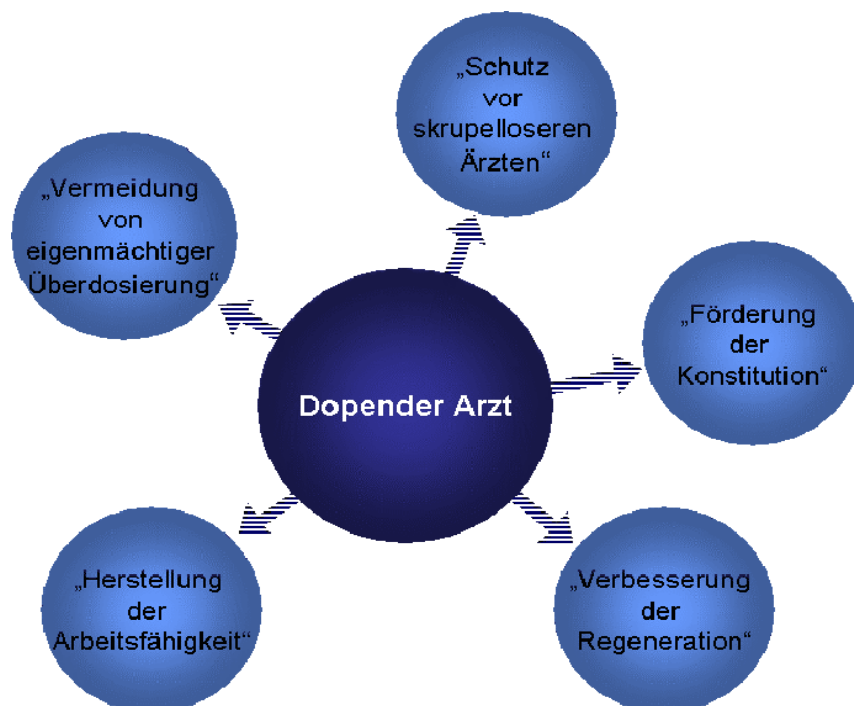 „Schutz
vor
skrupelloseren
Ärzten“
„Vermeidung
von
eigenmächtiger
Überdosierung“
„Förderung
der
Konstitution“
Dopender Arzt
„Herstellung
der
Arbeitsfähigkeit“
„Verbesserung
der
Regeneration“